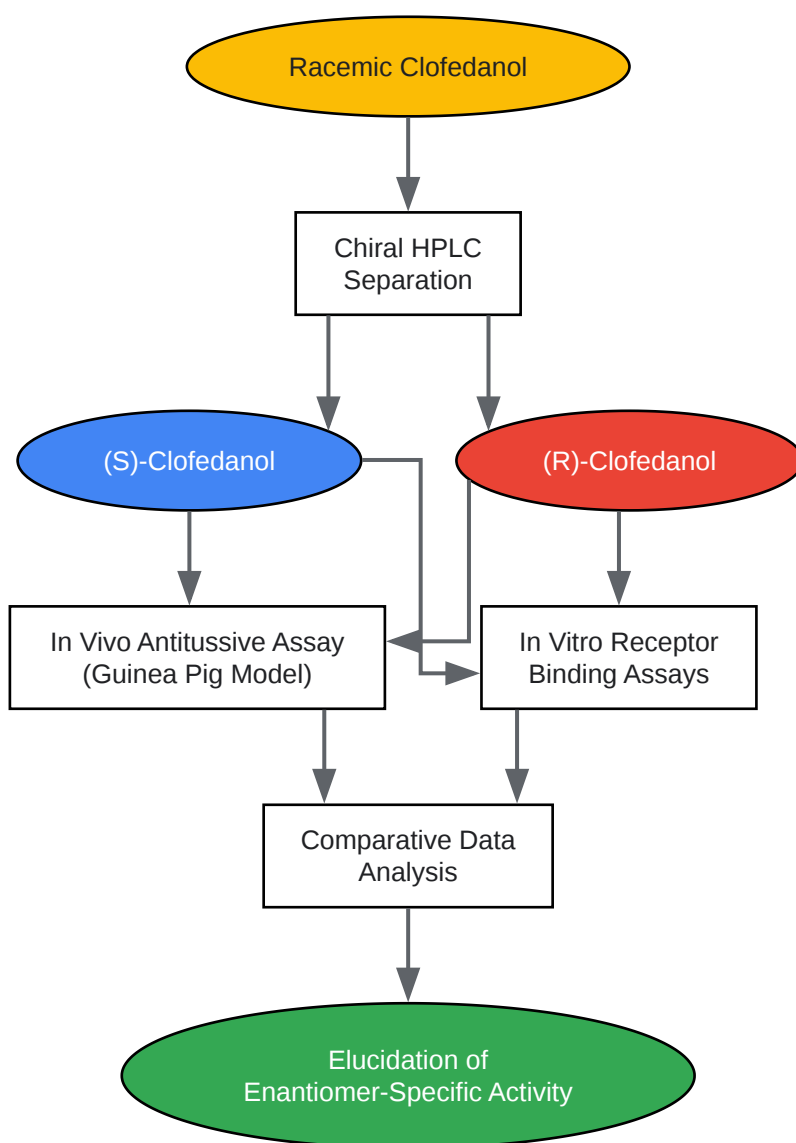 Racemic Clofedanol
Chiral HPLC
Separation
(S)-Clofedanol
(R)-Clofedanol
In Vivo Antitussive Assay
(Guinea Pig Model)
In Vitro Receptor
Binding Assays
Comparative Data
Analysis
Elucidation of
Enantiomer-Specific Activity